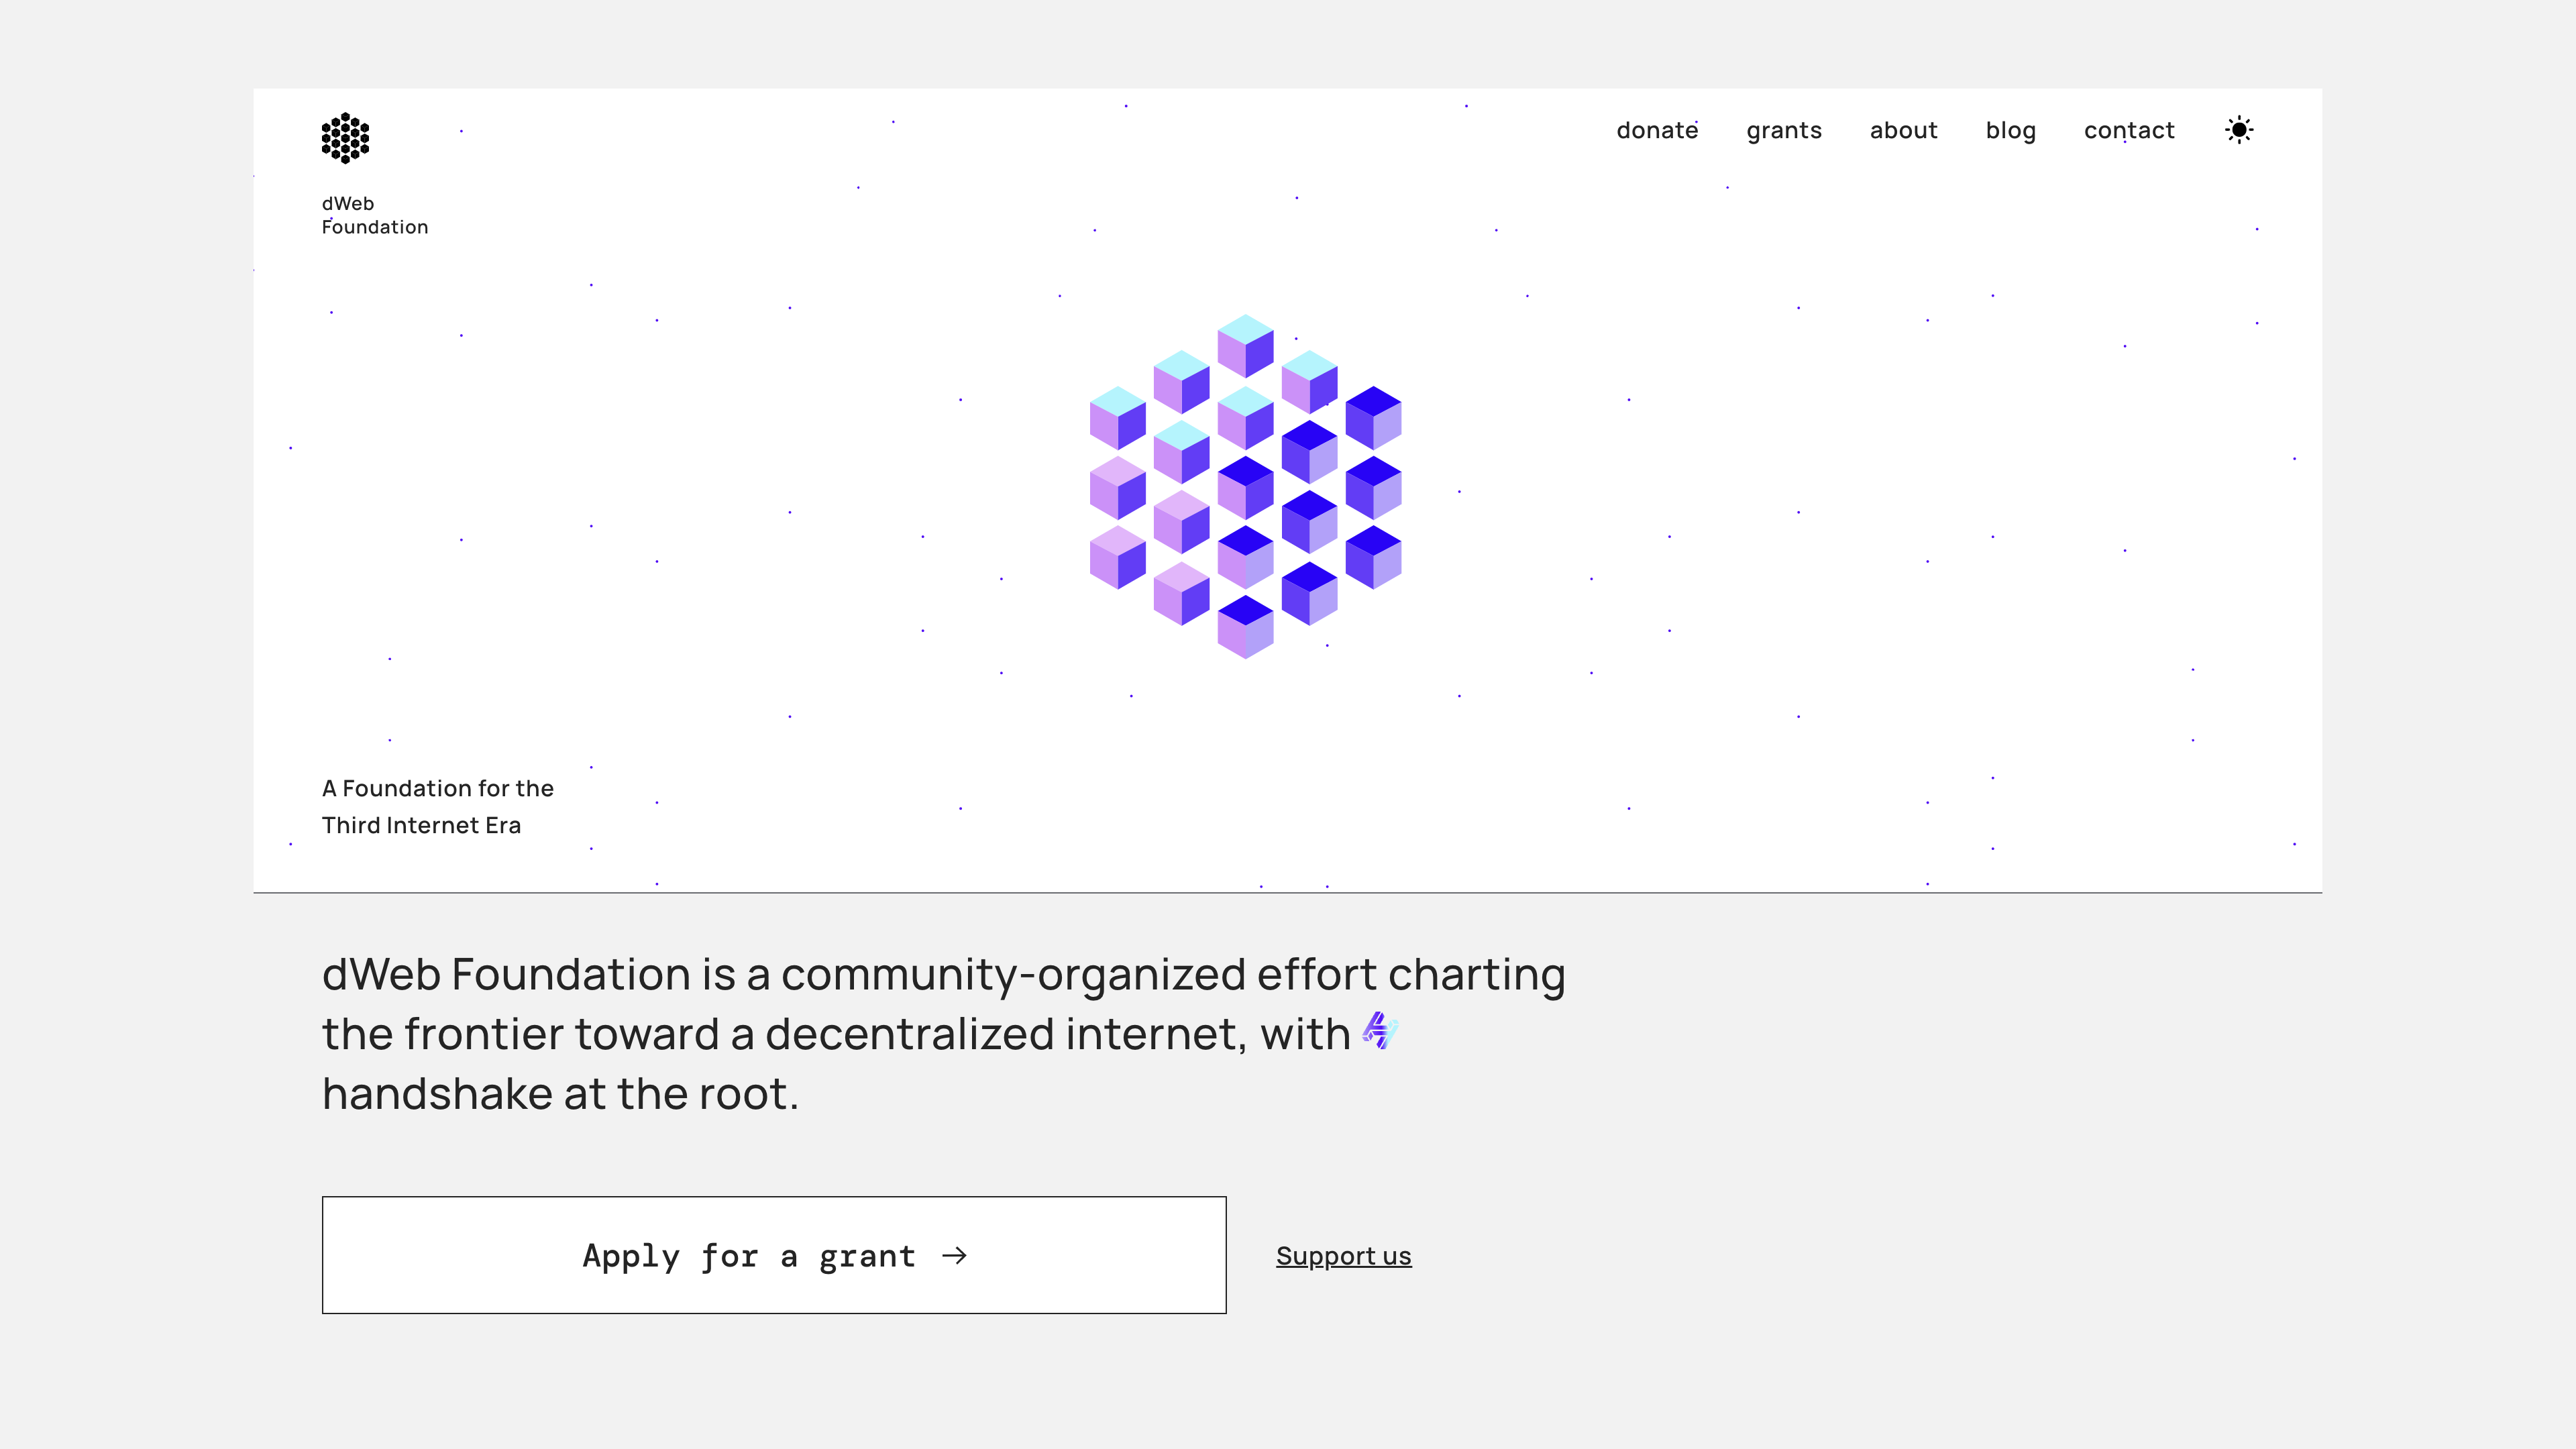 donate grants about blog contact
dWeb
Foundation
A Foundation for the
Third Internet Era
dWeb Foundation is a community-organized effort charting
the frontier toward a decentralized internet, with
handshake at the root.
Apply for a grant →
Support us